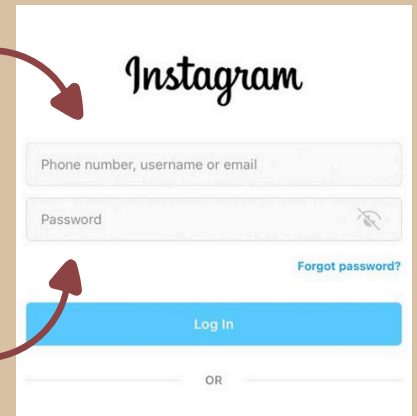 Instagram
Phone number, username or email
Password
Forgot password?
Log In
OR